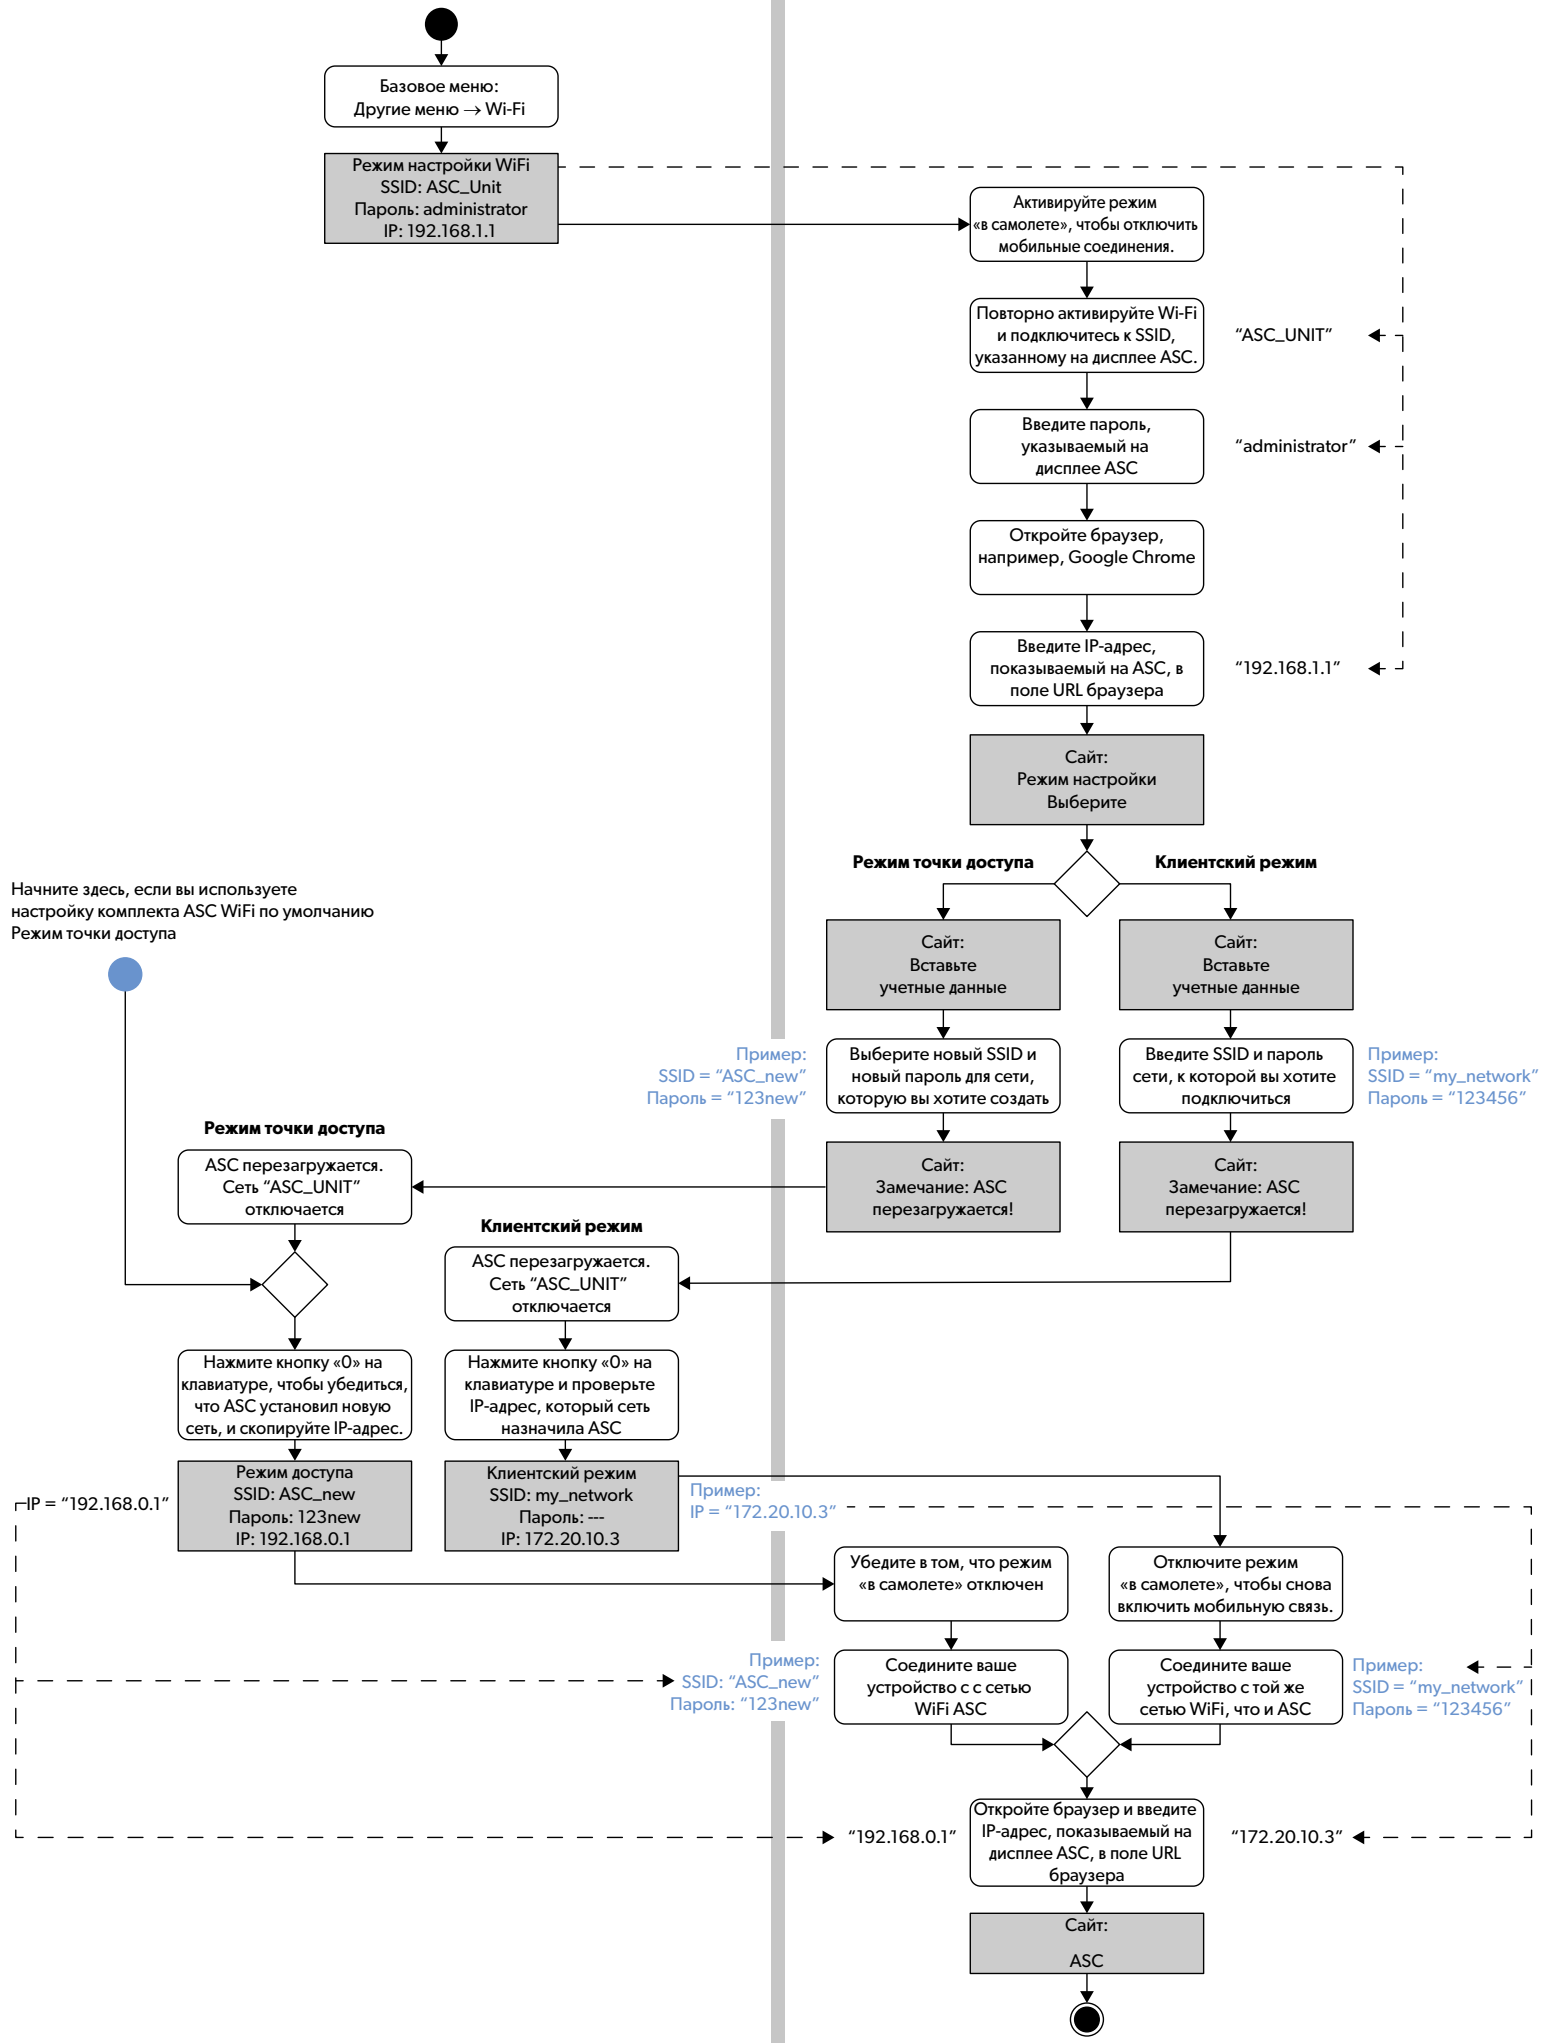 Базовое меню:
Другие меню → Wi-Fi
Режим настройки WiFi
SSID: ASC_Unit
Пароль: administrator
IP: 192.168.1.1
Активируйте режим
«в самолете», чтобы отключить
мобильные соединения.
Повторно активируйте Wi-Fi
и подключитесь к SSID,
указанному на дисплее ASC.
“ASC_UNIT”
Введите пароль,
указываемый на
дисплее ASC
“administrator”
Откройте браузер,
например, Google Chrome
Введите IP-адрес,
показываемый на ASC, в
поле URL браузера
“192.168.1.1”
Сайт:
Режим настройки
Выберите
Режим точки доступа
Клиентский режим
Начните здесь, если вы используете
настройку комплекта ASC WiFi по умолчанию
Режим точки доступа
Сайт:
Вставьте
учетные данные
Сайт:
Вставьте
учетные данные
Пример:
SSID = “ASC_new”
Пароль = “123new”
Выберите новый SSID и
новый пароль для сети,
которую вы хотите создать
Введите SSID и пароль
сети, к которой вы хотите
подключиться
Пример:
SSID = “my_network”
Пароль = “123456”
Режим точки доступа
ASC перезагружается.
Сеть “ASC_UNIT”
отключается
Сайт:
Замечание: ASC
перезагружается!
Сайт:
Замечание: ASC
перезагружается!
Клиентский режим
ASC перезагружается.
Сеть “ASC_UNIT”
отключается
Нажмите кнопку «0» на
клавиатуре, чтобы убедиться,
что ASC установил новую
сеть, и скопируйте IP-адрес.
Нажмите кнопку «0» на
клавиатуре и проверьте
IP-адрес, который сеть
назначила ASC
IP = “192.168.0.1”
Режим доступа
SSID: ASC_new
Пароль: 123new
IP: 192.168.0.1
Клиентский режим
SSID: my_network
Пароль: ---
IP: 172.20.10.3
Пример:
IP = “172.20.10.3”
Убедите в том, что режим
«в самолете» отключен
Отключите режим
«в самолете», чтобы снова
включить мобильную связь.
Пример:
SSID: “ASC_new”
Пароль: “123new”
Соедините ваше
устройство с с сетью
WiFi ASC
Соедините ваше
устройство с той же
сетью WiFi, что и ASC
Пример:
SSID = “my_network”
Пароль = “123456”
“192.168.0.1”
Откройте браузер и введите
IP-адрес, показываемый на
дисплее ASC, в поле URL
браузера
“172.20.10.3”
Сайт:
ASC